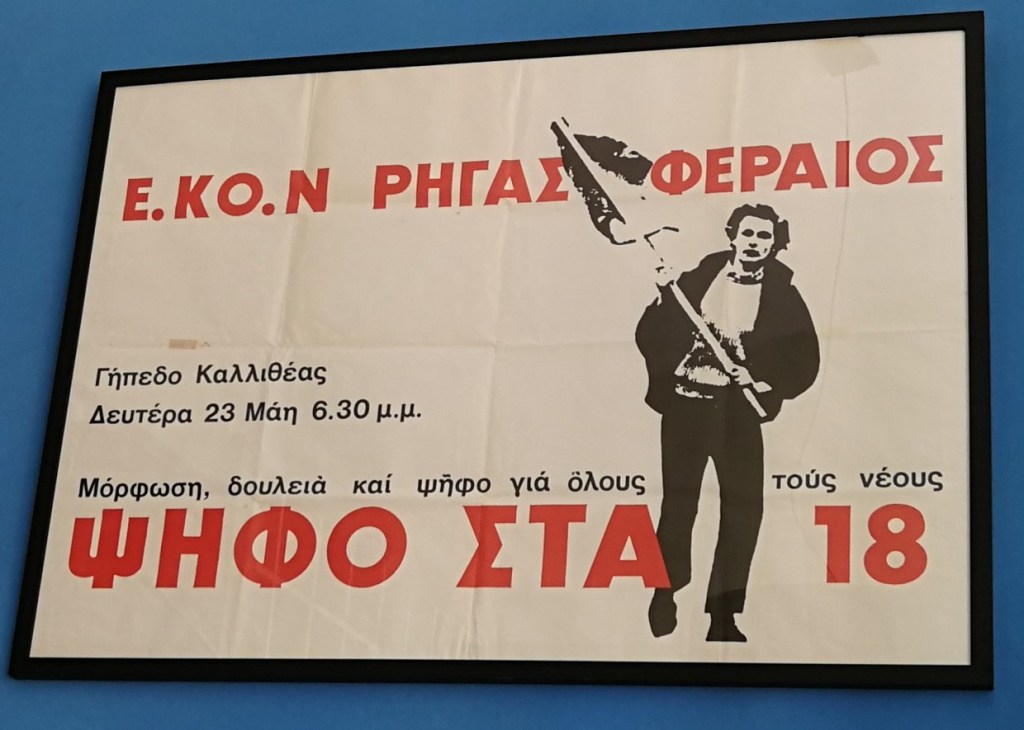 Ε.ΚΟ.Ν ΡΗΓΑΣ ΦΕΡΑΙΟΣ
Γήπεδο Καλλιθέας
Δευτέρα 23 Μάη 6.30 μ.μ.
Μόρφωση, δουλειὰ καί ψῆφο γιά ὅλους τούς νέους
ΨΗΦΟ ΣΤΑ 18